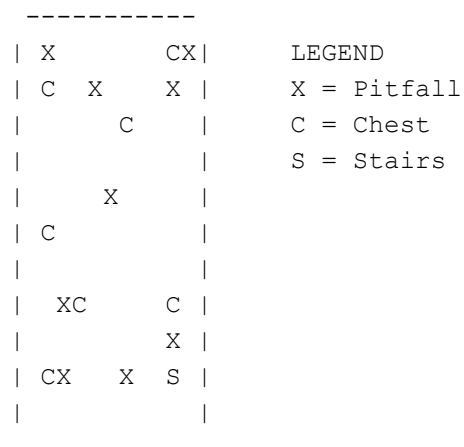 -----------
| X       CX|     LEGEND
| C  X    X |     X = Pitfall
|      C    |     C = Chest
|           |     S = Stairs
|     X     |
| C         |
|           |
|  XC     C |
|         X |
| CX   X  S |
|           |